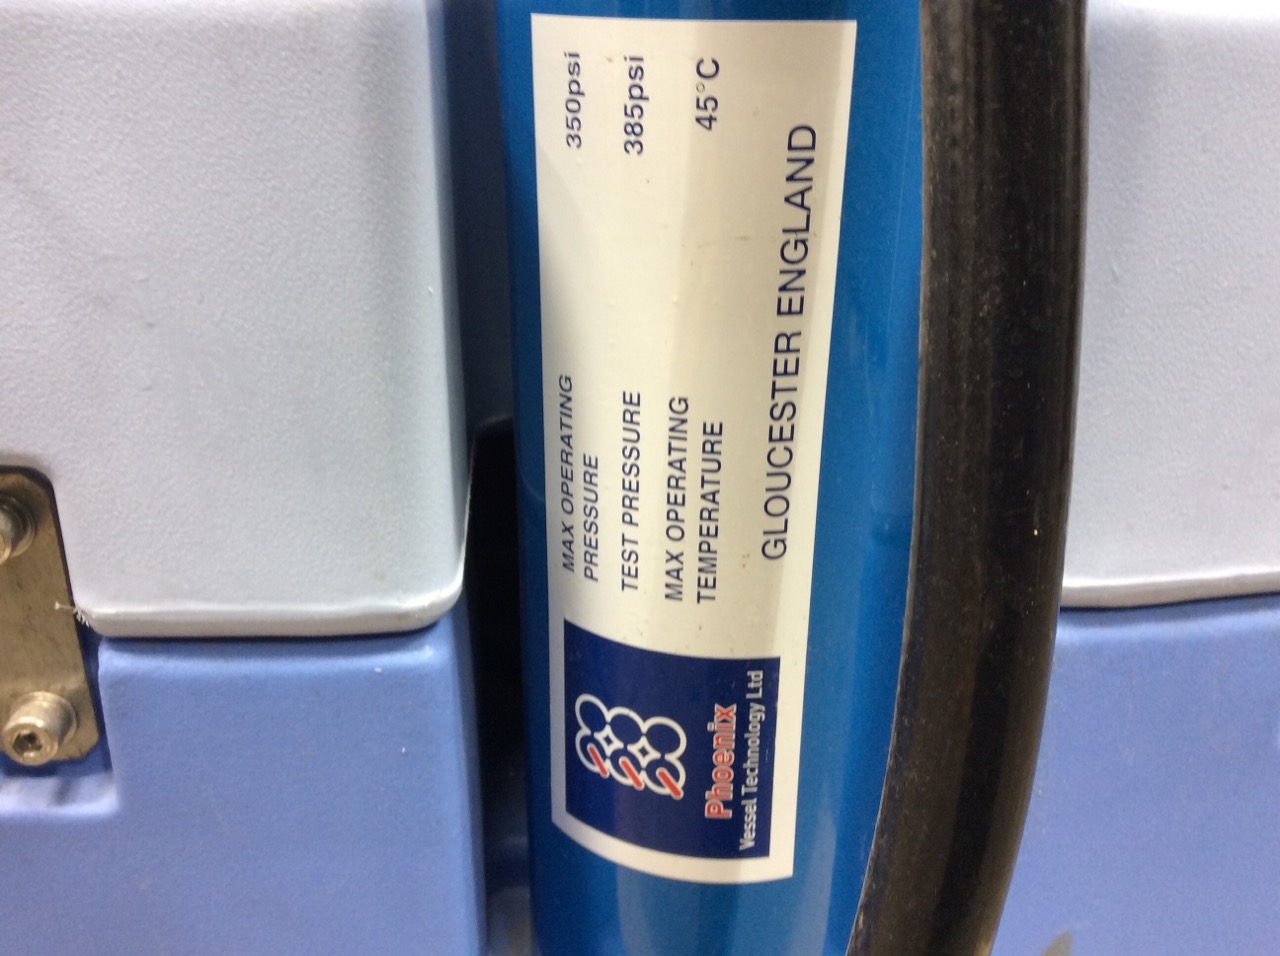 MAX OPERATING
PRESSURE 350psi
TEST PRESSURE 385psi
MAX OPERATING
TEMPERATURE 45°C
GLOUCESTER ENGLAND
Phoenix
Vessel Technology Ltd